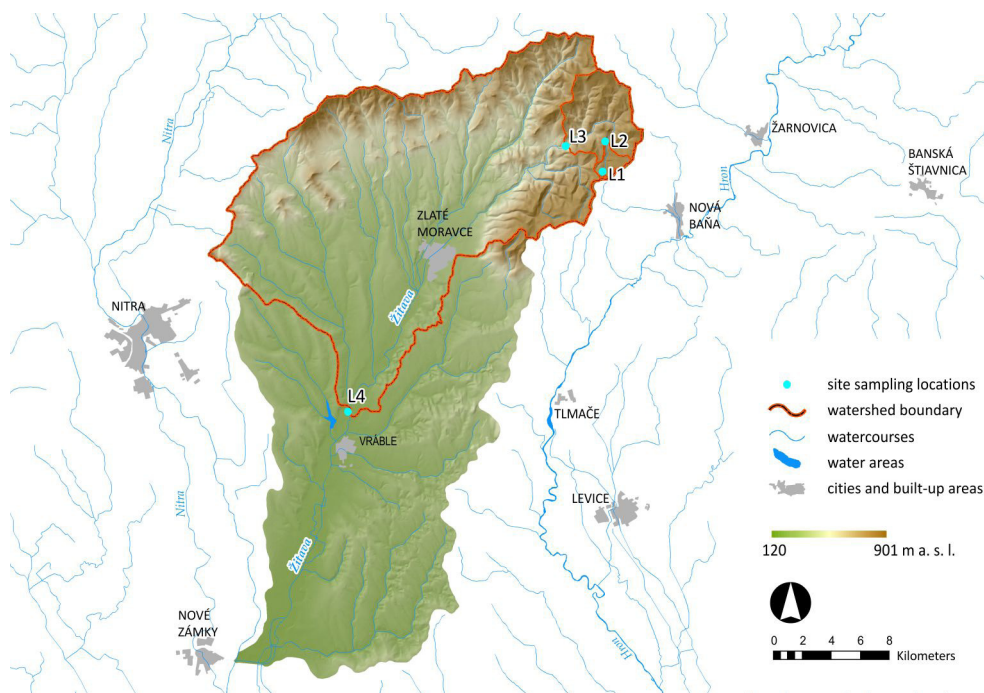 Nitra
L3
L2
L1
ŽARNOVICA
BANSKÁ
ŠTIAVNICA
Hron
NOVÁ
BAŇA
ZLATÉ
MORAVCE
Žitava
NITRA
L4
VRÁBLE
TLMAČE
LEVICE
Nitra
Žitava
NOVÉ
ZÁMKY
Hron
site sampling locations
watershed boundary
watercourses
water areas
cities and built-up areas
120 901 m a. s. l.
0 2 4 6 8
Kilometers